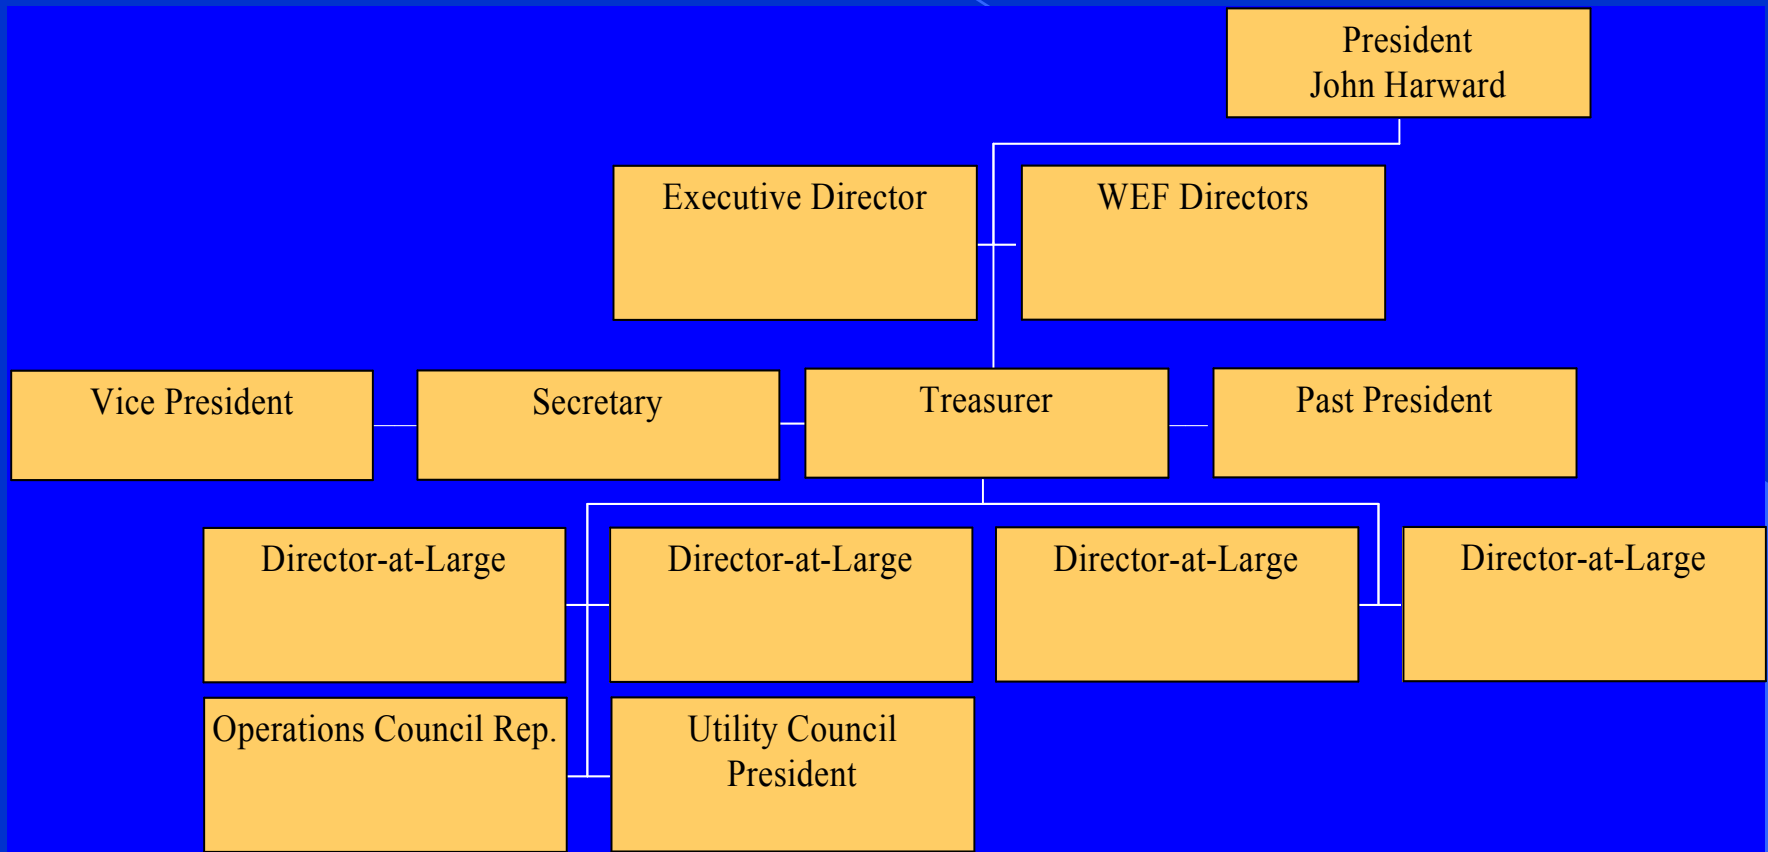 President
John Harward
Executive Director
WEF Directors
Vice President
Secretary
Treasurer
Past President
Director-at-Large
Director-at-Large
Director-at-Large
Director-at-Large
Operations Council Rep.
Utility Council
President